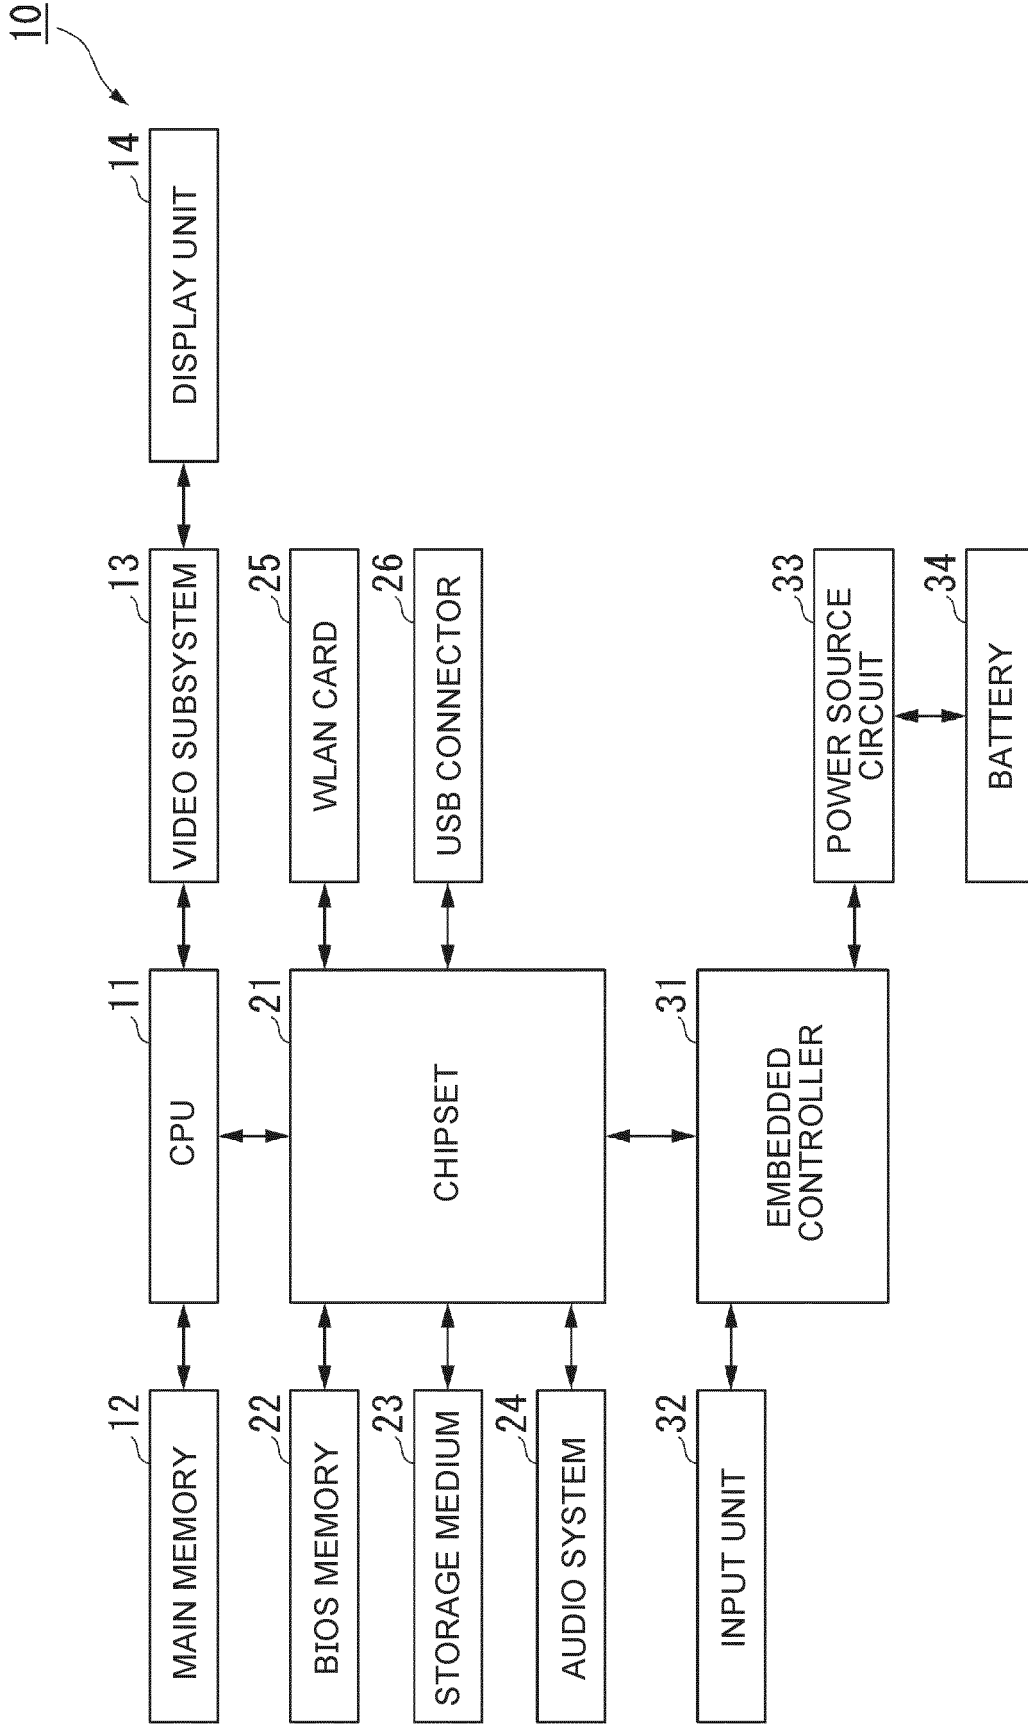 10
12
MAIN MEMORY
11
CPU
13
VIDEO SUBSYSTEM
14
DISPLAY UNIT
22
BIOS MEMORY
21
CHIPSET
25
WLAN CARD
23
STORAGE MEDIUM
26
USB CONNECTOR
24
AUDIO SYSTEM
32
INPUT UNIT
31
EMBEDDED
CONTROLLER
33
POWER SOURCE
CIRCUIT
34
BATTERY